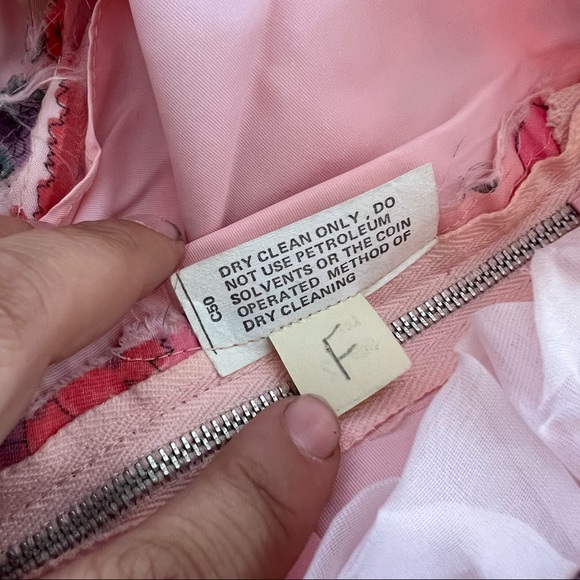 DRY CLEAN ONLY, DO
NOT USE PETROLEUM
SOLVENTS OR THE COIN
OPERATED METHOD OF
DRY CLEANING
C50
F